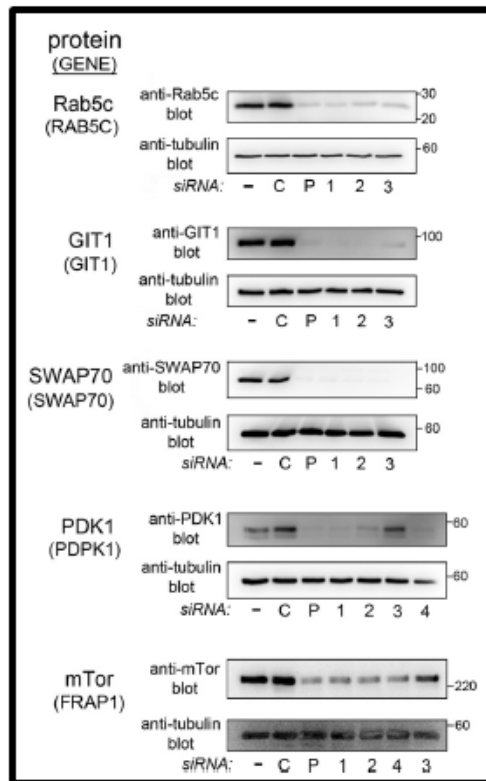 protein
(GENE)
Rab5c
(RAB5C)
anti-Rab5c
blot
30
20
anti-tubulin
blot
60
siRNA: – C P 1 2 3
GIT1
(GIT1)
anti-GIT1
blot
100
anti-tubulin
blot
siRNA: – C P 1 2 3
SWAP70
(SWAP70)
anti-SWAP70
blot
100
60
anti-tubulin
blot
60
siRNA: – C P 1 2 3
PDK1
(PDPK1)
anti-PDK1
blot
60
anti-tubulin
blot
60
siRNA: – C P 1 2 3 4
mTor
(FRAP1)
anti-mTor
blot
220
anti-tubulin
blot
60
siRNA: – C P 1 2 4 3